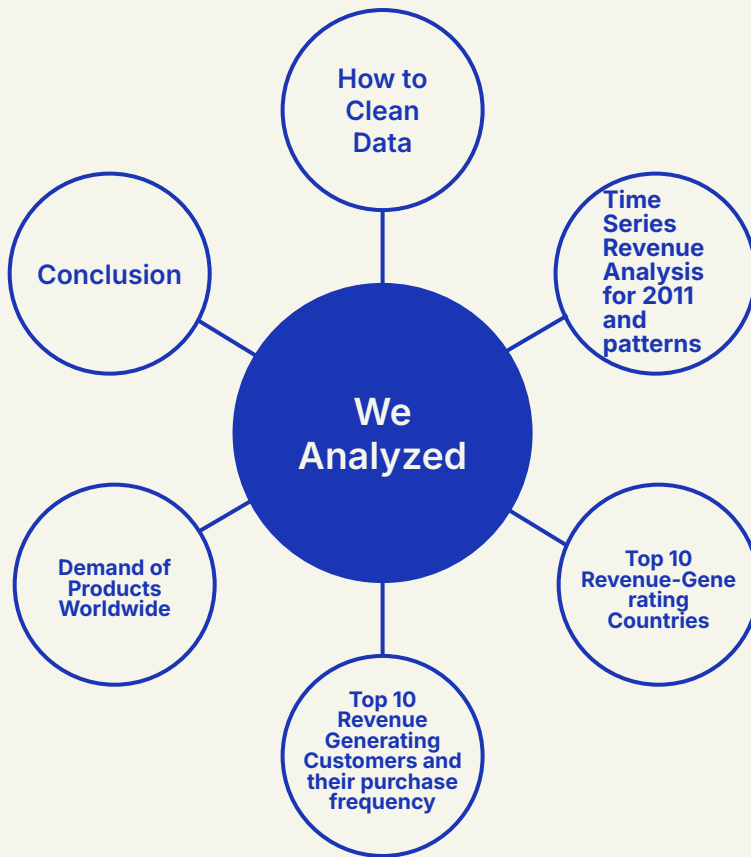 How to
Clean
Data
Time
Series
Revenue
Analysis
for 2011
and
patterns
Conclusion
We
Analyzed
Top 10
Revenue-Gene
rating
Countries
Demand of
Products
Worldwide
Top 10
Revenue
Generating
Customers and
their purchase
frequency